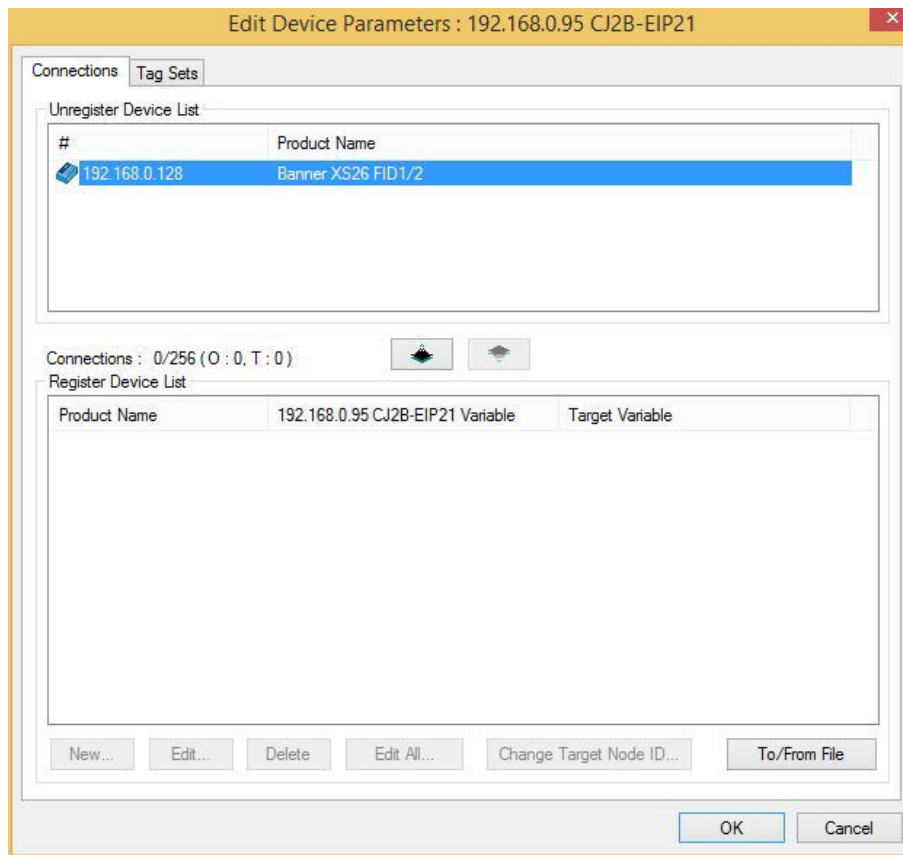 Edit Device Parameters : 192.168.0.95 CJ2B-EIP21
Connections Tag Sets
Unregister Device List
# Product Name
192.168.0.128 Banner XS26 FID1/2
Connections : 0/256 ( O : 0, T : 0 )
Register Device List
Product Name 192.168.0.95 CJ2B-EIP21 Variable Target Variable
New... Edit... Delete Edit All... Change Target Node ID... To/From File
OK Cancel